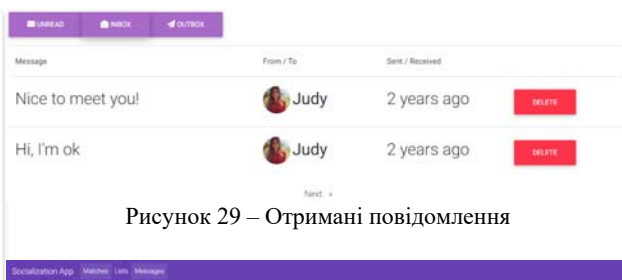 UNREAD INBOX OUTBOX
Message From / To Sent / Received
Nice to meet you! Judy 2 years ago DELETE
Hi, I'm ok Judy 2 years ago DELETE
Next »
Рисунок 29 – Отримані повідомлення
Socialization App Matches Lists Messages